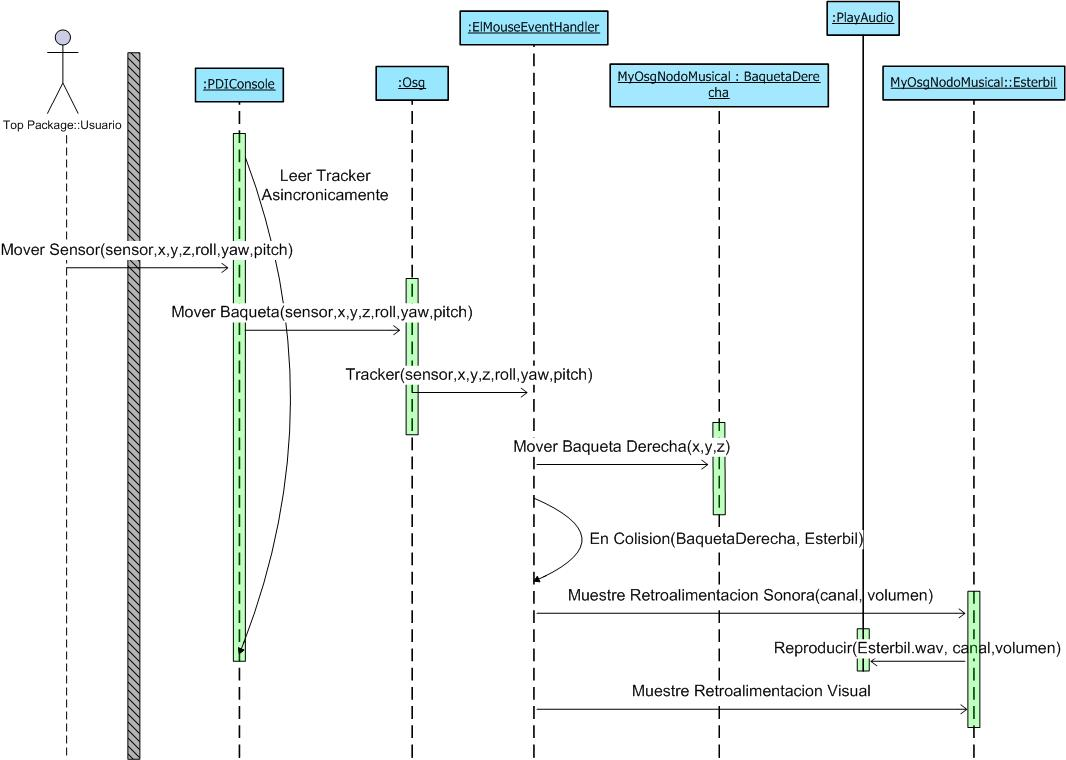 :PlayAudio
:ElMouseEventHandler
:PDIConsole
:Osg
MyOsgNodoMusical : BaquetaDere
cha
MyOsgNodoMusical::Esterbil
Top Package::Usuario
Leer Tracker
Asincronicamente
Mover Sensor(sensor,x,y,z,roll,yaw,pitch)
Mover Baqueta(sensor,x,y,z,roll,yaw,pitch)
Tracker(sensor,x,y,z,roll,yaw,pitch)
Mover Baqueta Derecha(x,y,z)
En Colision(BaquetaDerecha, Esterbil)
Muestre Retroalimentacion Sonora(canal, volumen)
Reproducir(Esterbil.wav, canal,volumen)
Muestre Retroalimentacion Visual